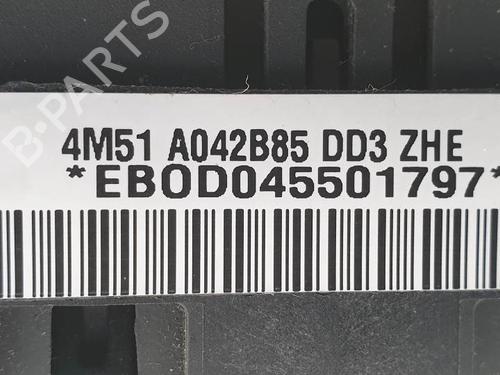 B-PARTS
4M51 A042B85 DD3 ZHE
*EBOD045501797*